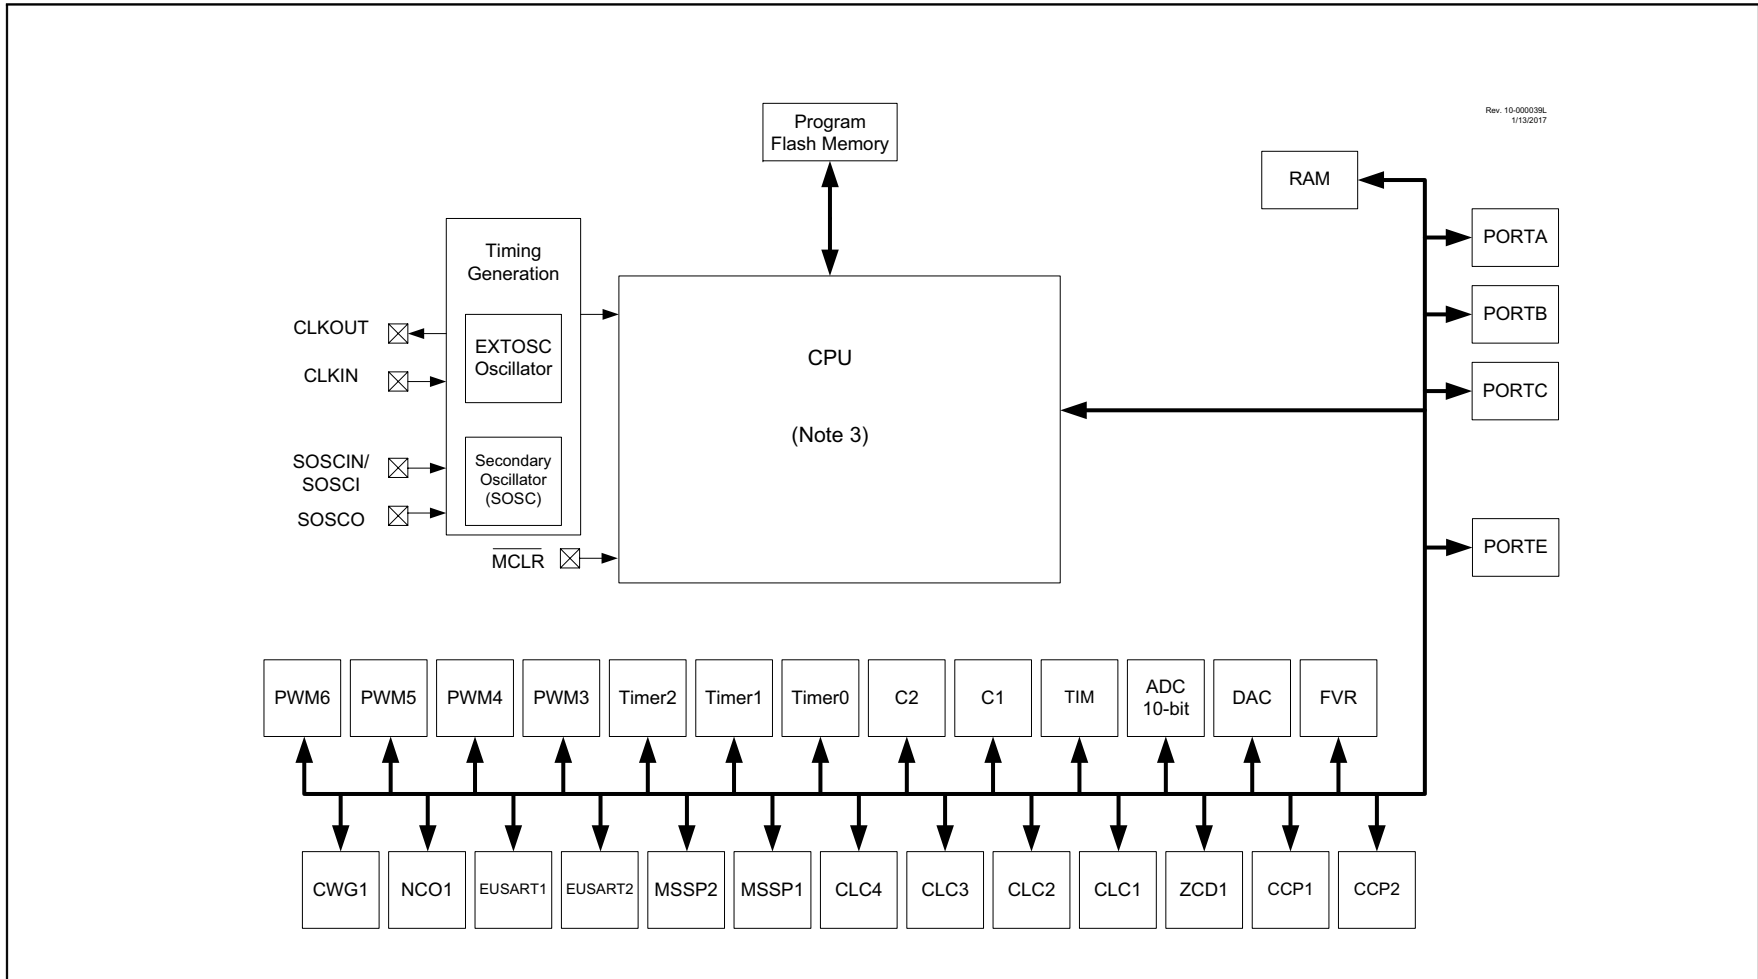 Program
Flash Memory
Rev. 10-000039L
1/13/2017
RAM
PORTA
PORTB
PORTC
PORTE
Timing
Generation
EXTOSC
Oscillator
Secondary
Oscillator
(SOSC)
CLKOUT
CLKIN
SOSCIN/
SOSCI
SOSCO
MCLR
CPU
(Note 3)
PWM6
PWM5
PWM4
PWM3
Timer2
Timer1
Timer0
C2
C1
TIM
ADC
10-bit
DAC
FVR
CWG1
NCO1
EUSART1
EUSART2
MSSP2
MSSP1
CLC4
CLC3
CLC2
CLC1
ZCD1
CCP1
CCP2